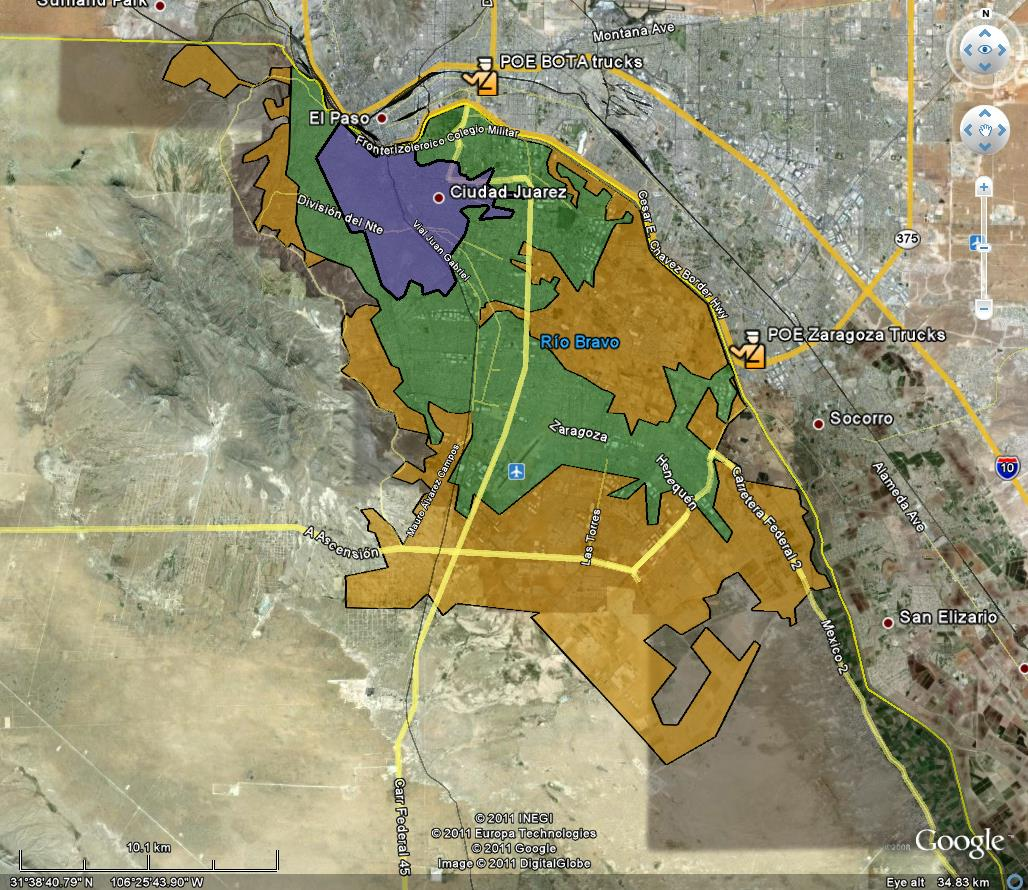 Sunland Park
N
Montana Ave
POE BOTA trucks
El Paso
Fronterizo
Heroico Colegio Militar
Ciudad Juarez
División del Nte
Vial Juan Gabriel
Cesar E. Chavez Border Hwy
375
POE Zaragoza Trucks
Río Bravo
Socorro
Zaragoza
10
Henequén
Mauro Alvarez Campos
Carretera Federal 2
Alameda Ave
Las Torres
A Ascensión
San Elizario
Mexico 2
Carr Federal 45
© 2011 INEGI
© 2011 Europa Technologies
© 2011 Google
Image © 2011 DigitalGlobe
©2008 Google
10.1 km
31°38'40.79" N 106°25'43.90" W
Eye alt 34.83 km